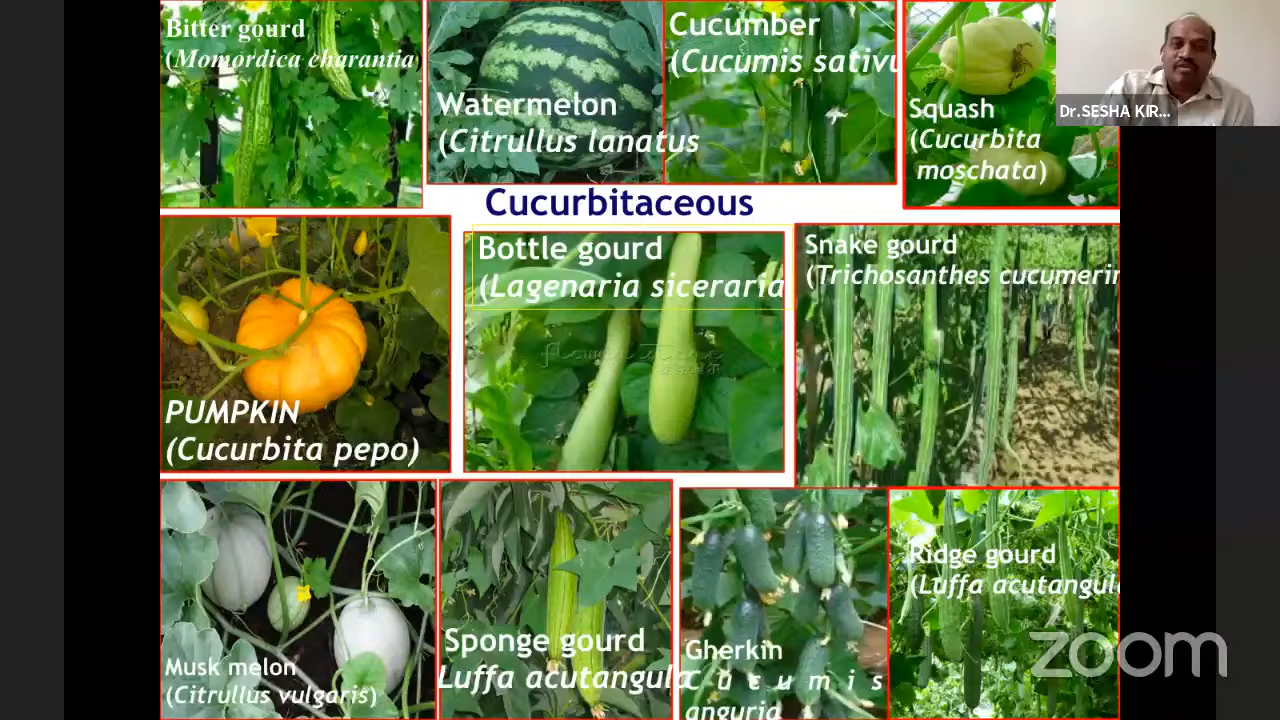 Bitter gourd
(Momordica charantia
Watermelon
(Citrullus lanatus
Cucumber
(Cucumis sativu
Squash
(Cucurbita
moschata)
Dr.SESHA KIR...
Cucurbitaceous
PUMPKIN
(Cucurbita pepo)
Bottle gourd
(Lagenaria siceraria
Snake gourd
(Trichosanthes cucumerin
Musk melon
(Citrullus vulgaris)
Sponge gourd
Luffa acutangula
Gherkin
Cucumis
anguria
Ridge gourd
(Luffa acutangula
zoom